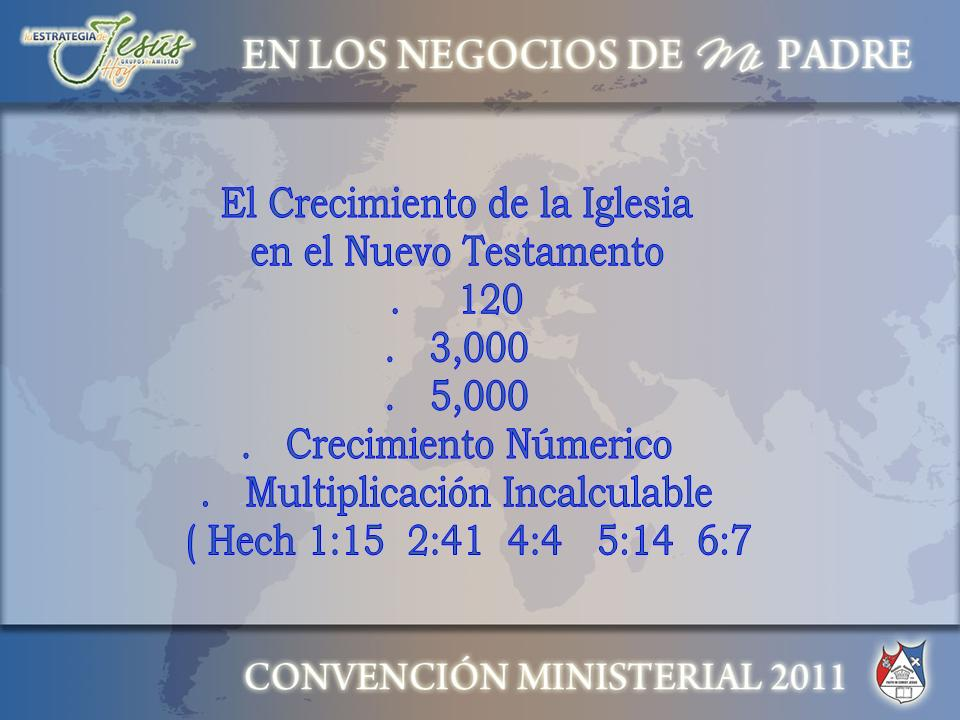 la ESTRATEGIA de
Jesús
GRUPOS de AMISTAD
Hoy
EN LOS NEGOCIOS DE Mi PADRE
El Crecimiento de la Iglesia
en el Nuevo Testamento
. 120
. 3,000
. 5,000
. Crecimiento Númerico
. Multiplicación Incalculable
( Hech 1:15 2:41 4:4 5:14 6:7
CONVENCIÓN MINISTERIAL 2011